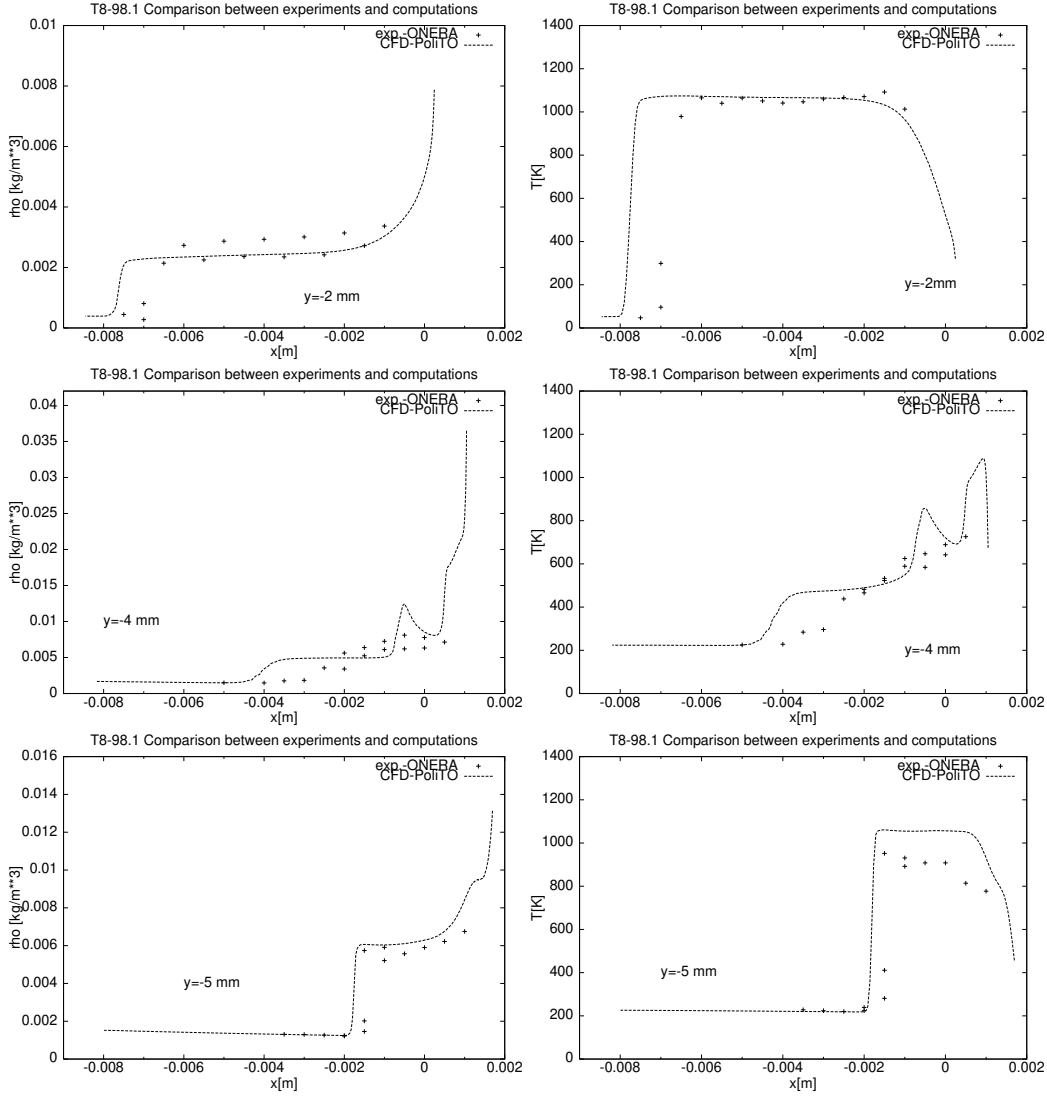 T8-98.1 Comparison between experiments and computations
0.01
0.008
0.006
0.004
0.002
0
rho [kg/m**3]
exp.-ONERA
CFD-PoliTO
y=-2 mm
-0.008 -0.006 -0.004 -0.002 0 0.002
x[m]
T8-98.1 Comparison between experiments and computations
1400
1200
1000
800
600
400
200
0
T[K]
exp.-ONERA
CFD-PoliTO
y=-2mm
-0.008 -0.006 -0.004 -0.002 0 0.002
x[m]
T8-98.1 Comparison between experiments and computations
0.04
0.035
0.03
0.025
0.02
0.015
0.01
0.005
0
rho [kg/m**3]
exp.-ONERA
CFD-PoliTO
y=-4 mm
-0.008 -0.006 -0.004 -0.002 0 0.002
x[m]
T8-98.1 Comparison between experiments and computations
1400
1200
1000
800
600
400
200
0
T[K]
exp.-ONERA
CFD-PoliTO
y=-4 mm
-0.008 -0.006 -0.004 -0.002 0 0.002
x[m]
T8-98.1 Comparison between experiments and computations
0.016
0.014
0.012
0.01
0.008
0.006
0.004
0.002
0
rho [kg/m**3]
exp.-ONERA
CFD-PoliTO
y=-5 mm
-0.008 -0.006 -0.004 -0.002 0 0.002
x[m]
T8-98.1 Comparison between experiments and computations
1400
1200
1000
800
600
400
200
0
T[K]
exp.-ONERA
CFD-PoliTO
y=-5 mm
-0.008 -0.006 -0.004 -0.002 0 0.002
x[m]